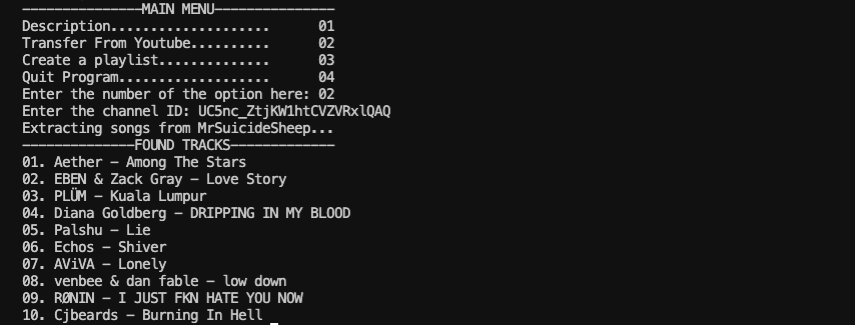 ———————————————MAIN MENU———————————————
Description.................... 01
Transfer From Youtube.......... 02
Create a playlist.............. 03
Quit Program................... 04
Enter the number of the option here: 02
Enter the channel ID: UC5nc_ZtjKW1htCVZVRxlQAQ
Extracting songs from MrSuicideSheep...
——————————————FOUND TRACKS—————————————
01. Aether – Among The Stars
02. EBEN & Zack Gray – Love Story
03. PLÜM – Kuala Lumpur
04. Diana Goldberg – DRIPPING IN MY BLOOD
05. Palshu – Lie
06. Echos – Shiver
07. AViVA – Lonely
08. venbee & dan fable – low down
09. RØNIN – I JUST FKN HATE YOU NOW
10. Cjbeards – Burning In Hell